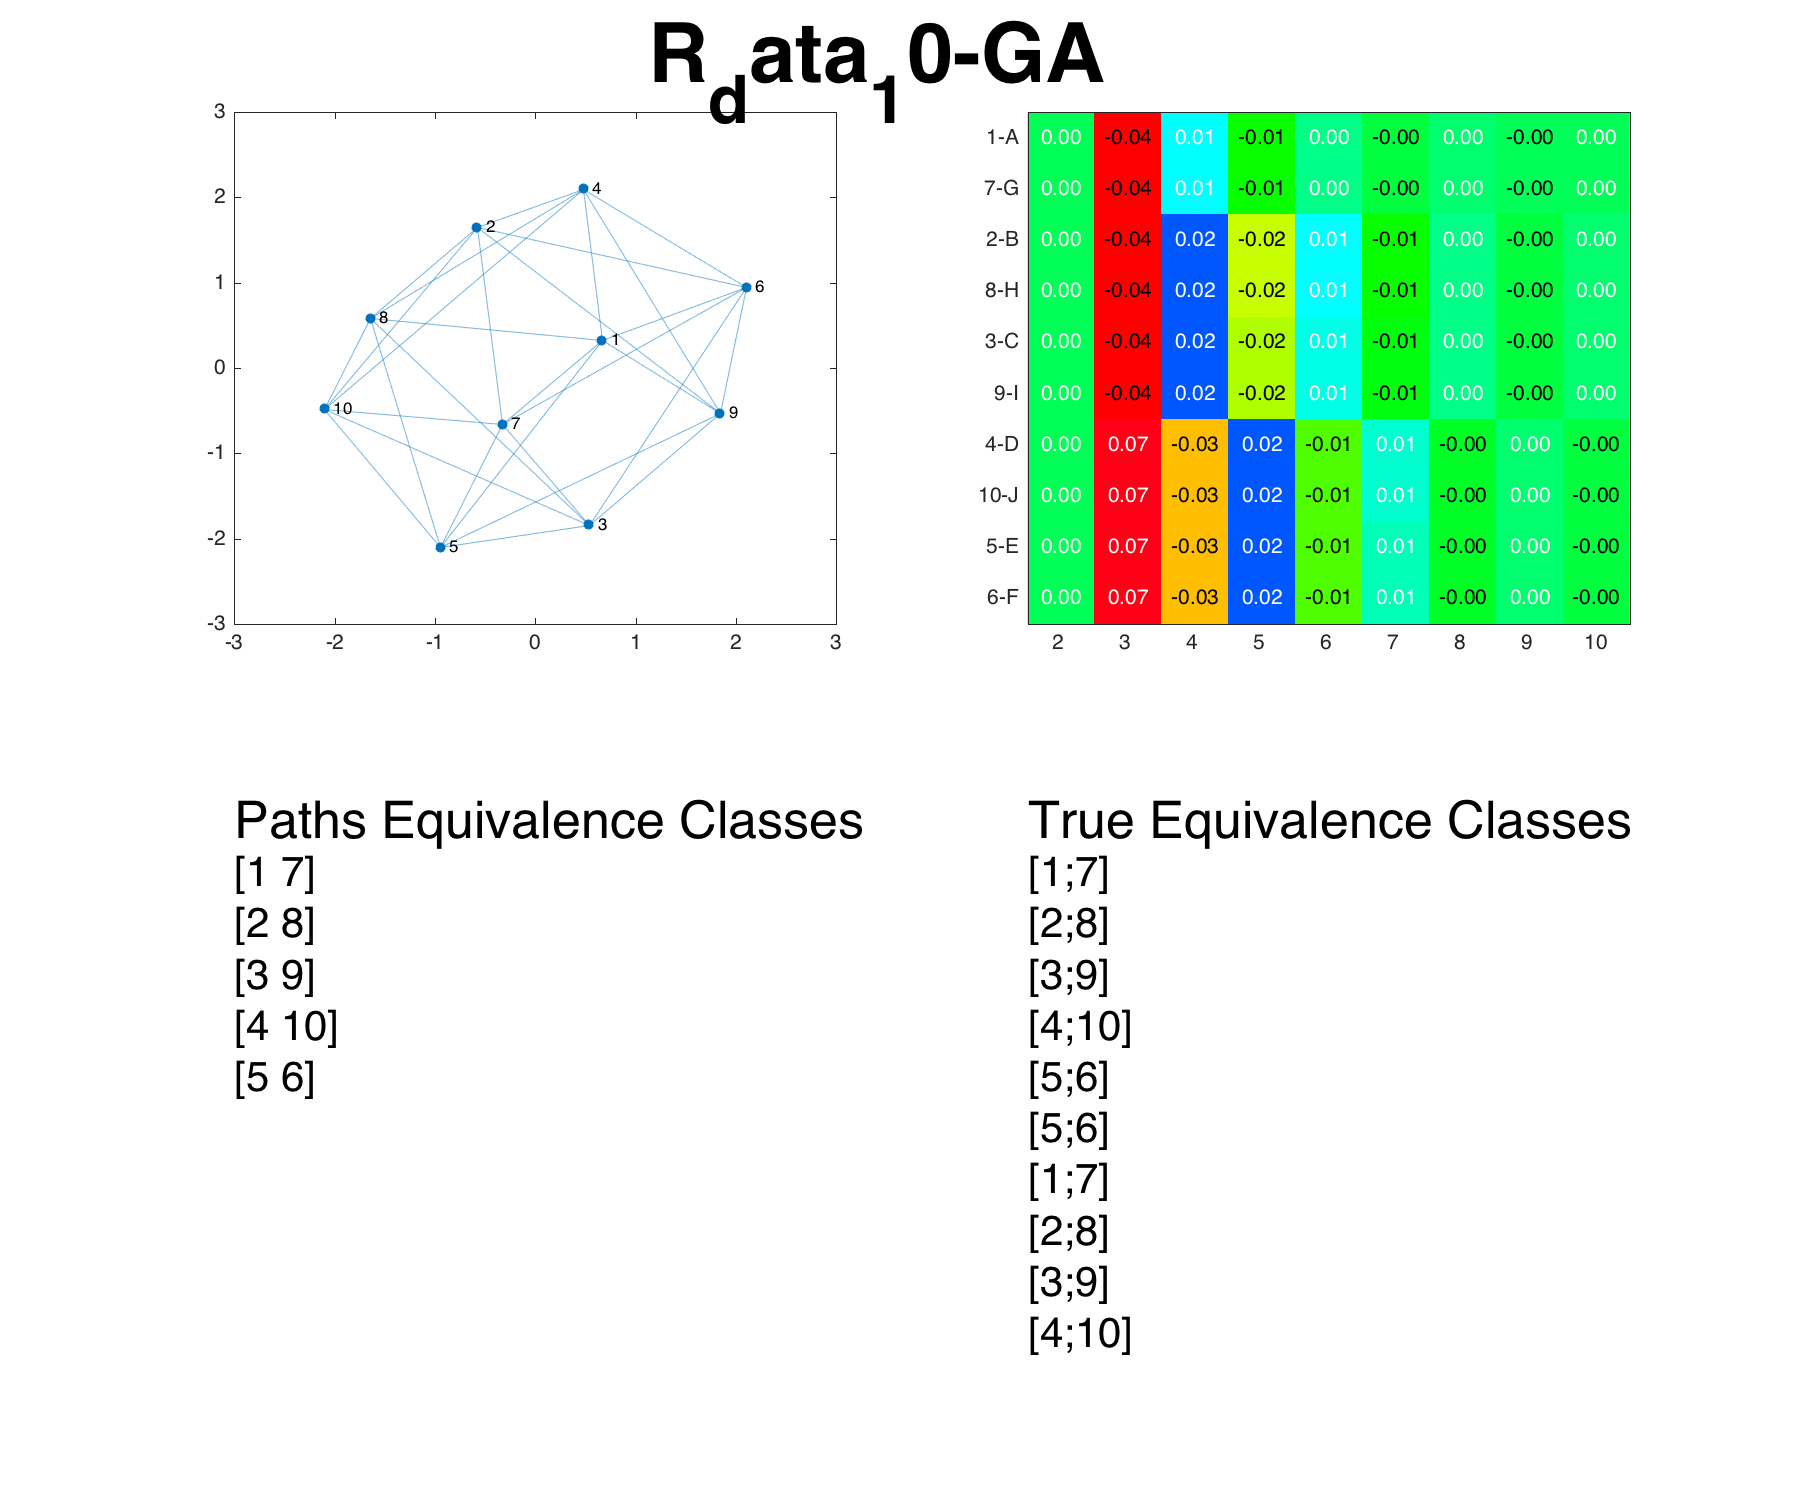 R_data_10-GA
3
2
1
0
-1
-2
-3
-3 -2 -1 0 1 2 3
4
2
6
8
1
10
9
7
3
5
1-A 0.00 -0.04 0.01 -0.01 0.00 -0.00 0.00 -0.00 0.00
7-G 0.00 -0.04 0.01 -0.01 0.00 -0.00 0.00 -0.00 0.00
2-B 0.00 -0.04 0.02 -0.02 0.01 -0.01 0.00 -0.00 0.00
8-H 0.00 -0.04 0.02 -0.02 0.01 -0.01 0.00 -0.00 0.00
3-C 0.00 -0.04 0.02 -0.02 0.01 -0.01 0.00 -0.00 0.00
9-I 0.00 -0.04 0.02 -0.02 0.01 -0.01 0.00 -0.00 0.00
4-D 0.00 0.07 -0.03 0.02 -0.01 0.01 -0.00 0.00 -0.00
10-J 0.00 0.07 -0.03 0.02 -0.01 0.01 -0.00 0.00 -0.00
5-E 0.00 0.07 -0.03 0.02 -0.01 0.01 -0.00 0.00 -0.00
6-F 0.00 0.07 -0.03 0.02 -0.01 0.01 -0.00 0.00 -0.00
2 3 4 5 6 7 8 9 10
Paths Equivalence Classes
[1 7]
[2 8]
[3 9]
[4 10]
[5 6]
True Equivalence Classes
[1;7]
[2;8]
[3;9]
[4;10]
[5;6]
[5;6]
[1;7]
[2;8]
[3;9]
[4;10]